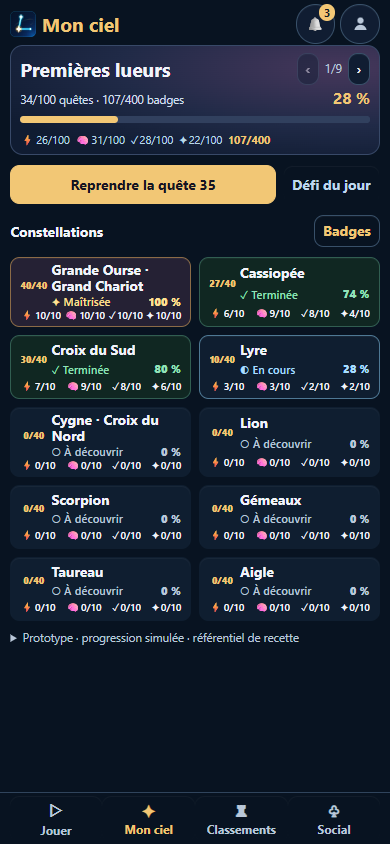 Mon ciel
3
Premières lueurs
‹ 1/9 ›
34/100 quêtes · 107/400 badges
28 %
⚡ 26/100 🧠 31/100 ✓28/100 ✦22/100 107/400
Reprendre la quête 35
Défi du jour
Constellations
Badges
40/40
Grande Ourse ·
Grand Chariot
✦ Maîtrisée
100 %
⚡ 10/10 🧠 10/10 ✓10/10 ✦10/10
27/40
Cassiopée
✓ Terminée
74 %
⚡ 6/10 🧠 9/10 ✓8/10 ✦4/10
30/40
Croix du Sud
✓ Terminée
80 %
⚡ 7/10 🧠 9/10 ✓8/10 ✦6/10
10/40
Lyre
◐ En cours
28 %
⚡ 3/10 🧠 3/10 ✓2/10 ✦2/10
0/40
Cygne · Croix du
Nord
○ À découvrir
0 %
⚡ 0/10 🧠 0/10 ✓0/10 ✦0/10
0/40
Lion
○ À découvrir
0 %
⚡ 0/10 🧠 0/10 ✓0/10 ✦0/10
0/40
Scorpion
○ À découvrir
0 %
⚡ 0/10 🧠 0/10 ✓0/10 ✦0/10
0/40
Gémeaux
○ À découvrir
0 %
⚡ 0/10 🧠 0/10 ✓0/10 ✦0/10
0/40
Taureau
○ À découvrir
0 %
⚡ 0/10 🧠 0/10 ✓0/10 ✦0/10
0/40
Aigle
○ À découvrir
0 %
⚡ 0/10 🧠 0/10 ✓0/10 ✦0/10
▶ Prototype · progression simulée · référentiel de recette
Jouer
Mon ciel
Classements
Social